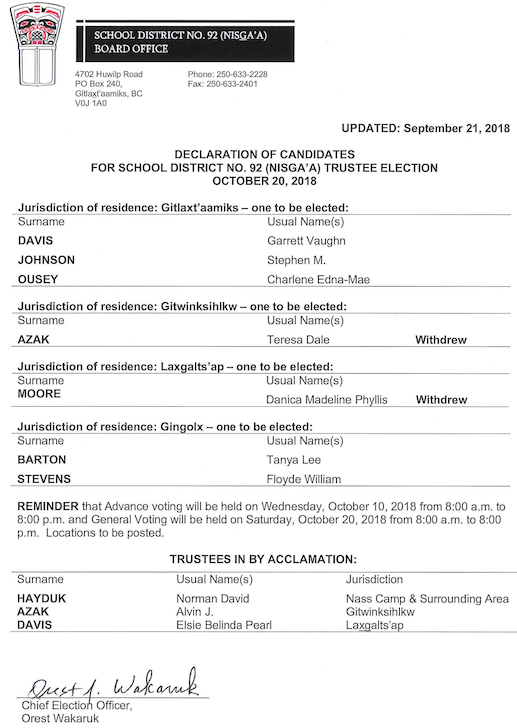 SCHOOL DISTRICT NO. 92 (NISG̱A'A)
BOARD OFFICE
4702 Huwilp Road Phone: 250-633-2228
PO Box 240, Fax: 250-633-2401
Gitlax̱t'aamiks, BC
V0J 1A0
UPDATED: September 21, 2018
DECLARATION OF CANDIDATES
FOR SCHOOL DISTRICT NO. 92 (NISG̱A'A) TRUSTEE ELECTION
OCTOBER 20, 2018
Jurisdiction of residence: Gitlaxt'aamiks – one to be elected:
Surname Usual Name(s)
DAVIS Garrett Vaughn
JOHNSON Stephen M.
OUSEY Charlene Edna-Mae
Jurisdiction of residence: Gitwinksihlkw – one to be elected:
Surname Usual Name(s)
AZAK Teresa Dale Withdrew
Jurisdiction of residence: Laxgalts'ap – one to be elected:
Surname Usual Name(s)
MOORE Danica Madeline Phyllis Withdrew
Jurisdiction of residence: Gingolx – one to be elected:
Surname Usual Name(s)
BARTON Tanya Lee
STEVENS Floyde William
REMINDER that Advance voting will be held on Wednesday, October 10, 2018 from 8:00 a.m. to
8:00 p.m. and General Voting will be held on Saturday, October 20, 2018 from 8:00 a.m. to 8:00
p.m. Locations to be posted.
TRUSTEES IN BY ACCLAMATION:
Surname Usual Name(s) Jurisdiction
HAYDUK Norman David Nass Camp & Surrounding Area
AZAK Alvin J. Gitwinksihlkw
DAVIS Elsie Belinda Pearl Lax̱g̱alts'ap
Orest J. Wakaruk
Chief Election Officer,
Orest Wakaruk